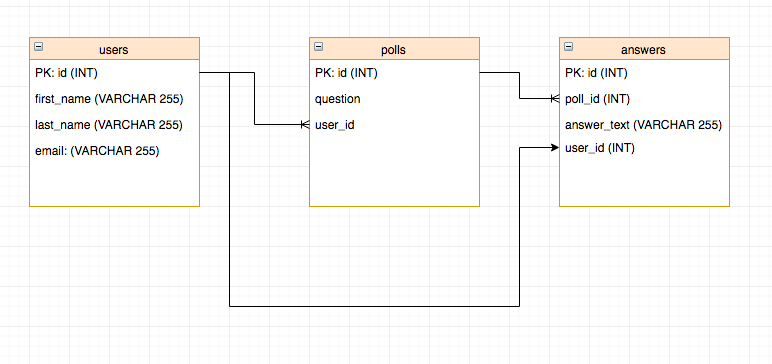 users
PK: id (INT)
first_name (VARCHAR 255)
last_name (VARCHAR 255)
email: (VARCHAR 255)
polls
PK: id (INT)
question
user_id
answers
PK: id (INT)
poll_id (INT)
answer_text (VARCHAR 255)
user_id (INT)